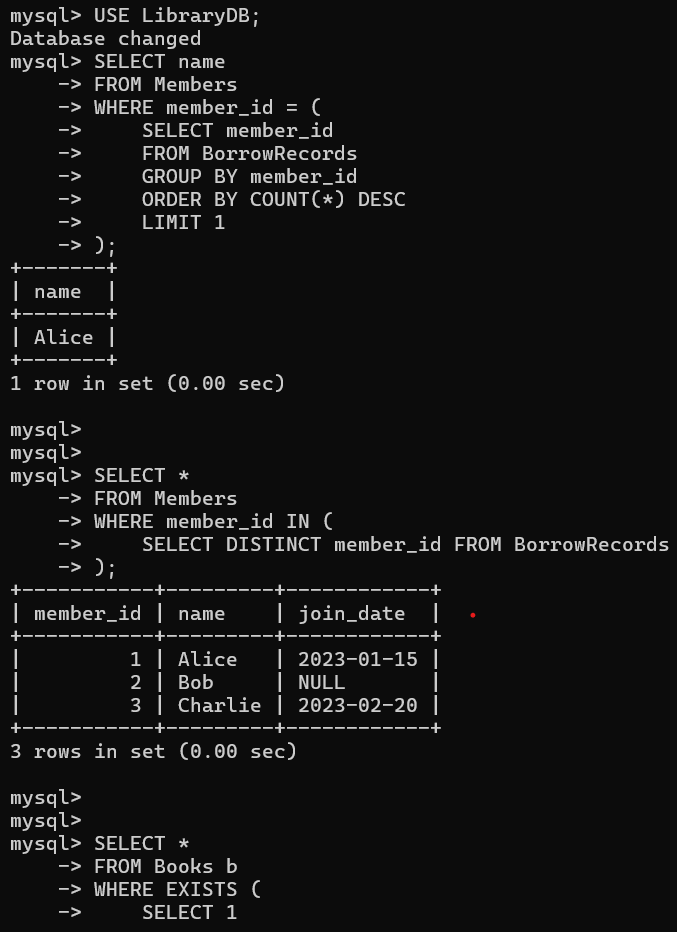 mysql> USE LibraryDB;
Database changed
mysql> SELECT name
    -> FROM Members
    -> WHERE member_id = (
    ->     SELECT member_id
    ->     FROM BorrowRecords
    ->     GROUP BY member_id
    ->     ORDER BY COUNT(*) DESC
    ->     LIMIT 1
    -> );
+-------+
| name  |
+-------+
| Alice |
+-------+
1 row in set (0.00 sec)

mysql>
mysql>
mysql> SELECT *
    -> FROM Members
    -> WHERE member_id IN (
    ->     SELECT DISTINCT member_id FROM BorrowRecords
    -> );
+-----------+---------+------------+
| member_id | name    | join_date  |
+-----------+---------+------------+
|         1 | Alice   | 2023-01-15 |
|         2 | Bob     | NULL       |
|         3 | Charlie | 2023-02-20 |
+-----------+---------+------------+
3 rows in set (0.00 sec)

mysql>
mysql>
mysql> SELECT *
    -> FROM Books b
    -> WHERE EXISTS (
    ->     SELECT 1